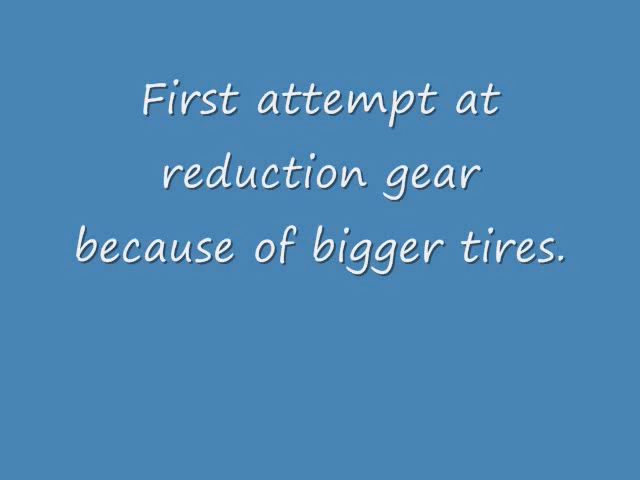 First attempt at
reduction gear
because of bigger tires.